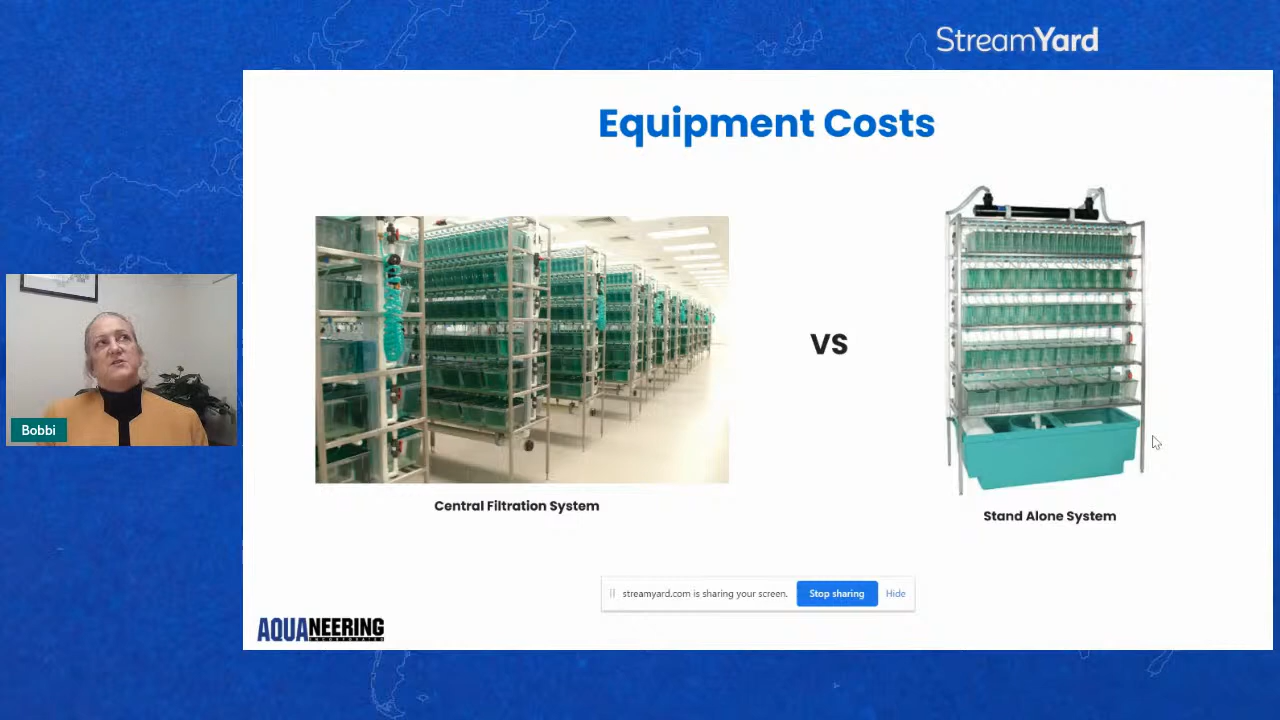 StreamYard
Equipment Costs
VS
Bobbi
Central Filtration System
Stand Alone System
streamyard.com is sharing your screen.
Stop sharing
Hide
AQUANEERING
INCORPORATED